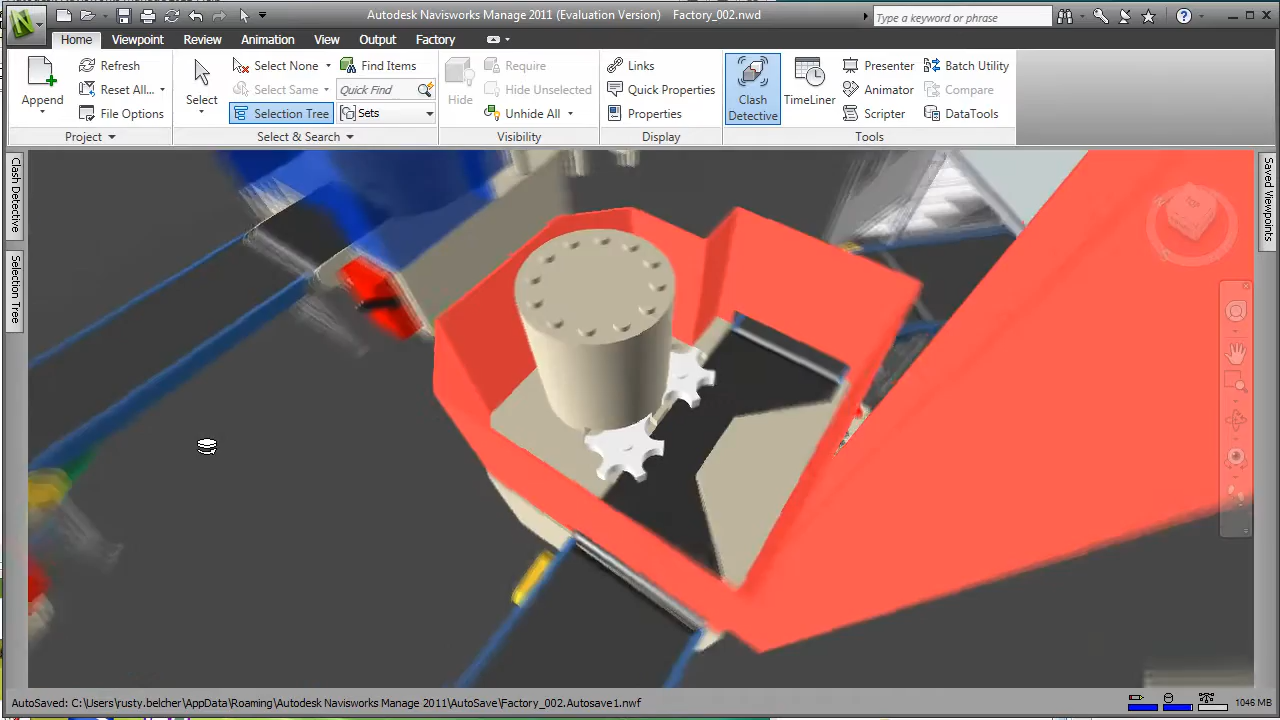 Autodesk Navisworks Manage 2011 (Evaluation Version) Factory_002.nwd
Type a keyword or phrase
Home Viewpoint Review Animation View Output Factory
Append
Refresh
Reset All...
File Options
Project
Select
Select None
Select Same
Selection Tree
Find Items
Quick Find
Sets
Select & Search
Hide
Require
Hide Unselected
Unhide All
Visibility
Links
Quick Properties
Properties
Display
Clash
Detective
TimeLiner
Presenter
Animator
Scripter
Batch Utility
Compare
DataTools
Tools
Clash Detective
Selection Tree
Saved Viewpoints
TOP
AutoSaved: C:\Users\rusty.belcher\AppData\Roaming\Autodesk Navisworks Manage 2011\AutoSave\Factory_002.Autosave1.nwf
1046 MB